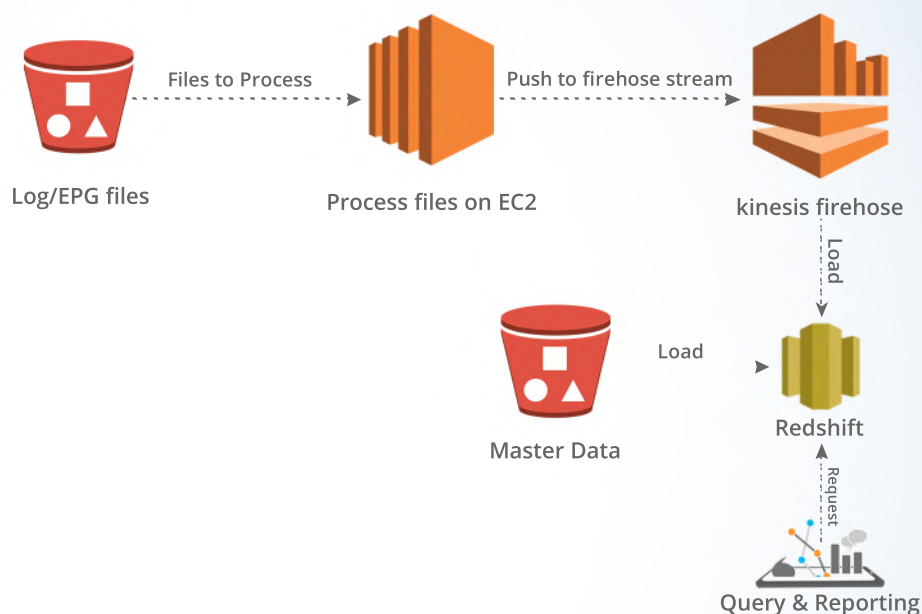 Files to Process
Push to firehose stream
Log/EPG files
Process files on EC2
kinesis firehose
Load
Load
Master Data
Redshift
Request
Query & Reporting